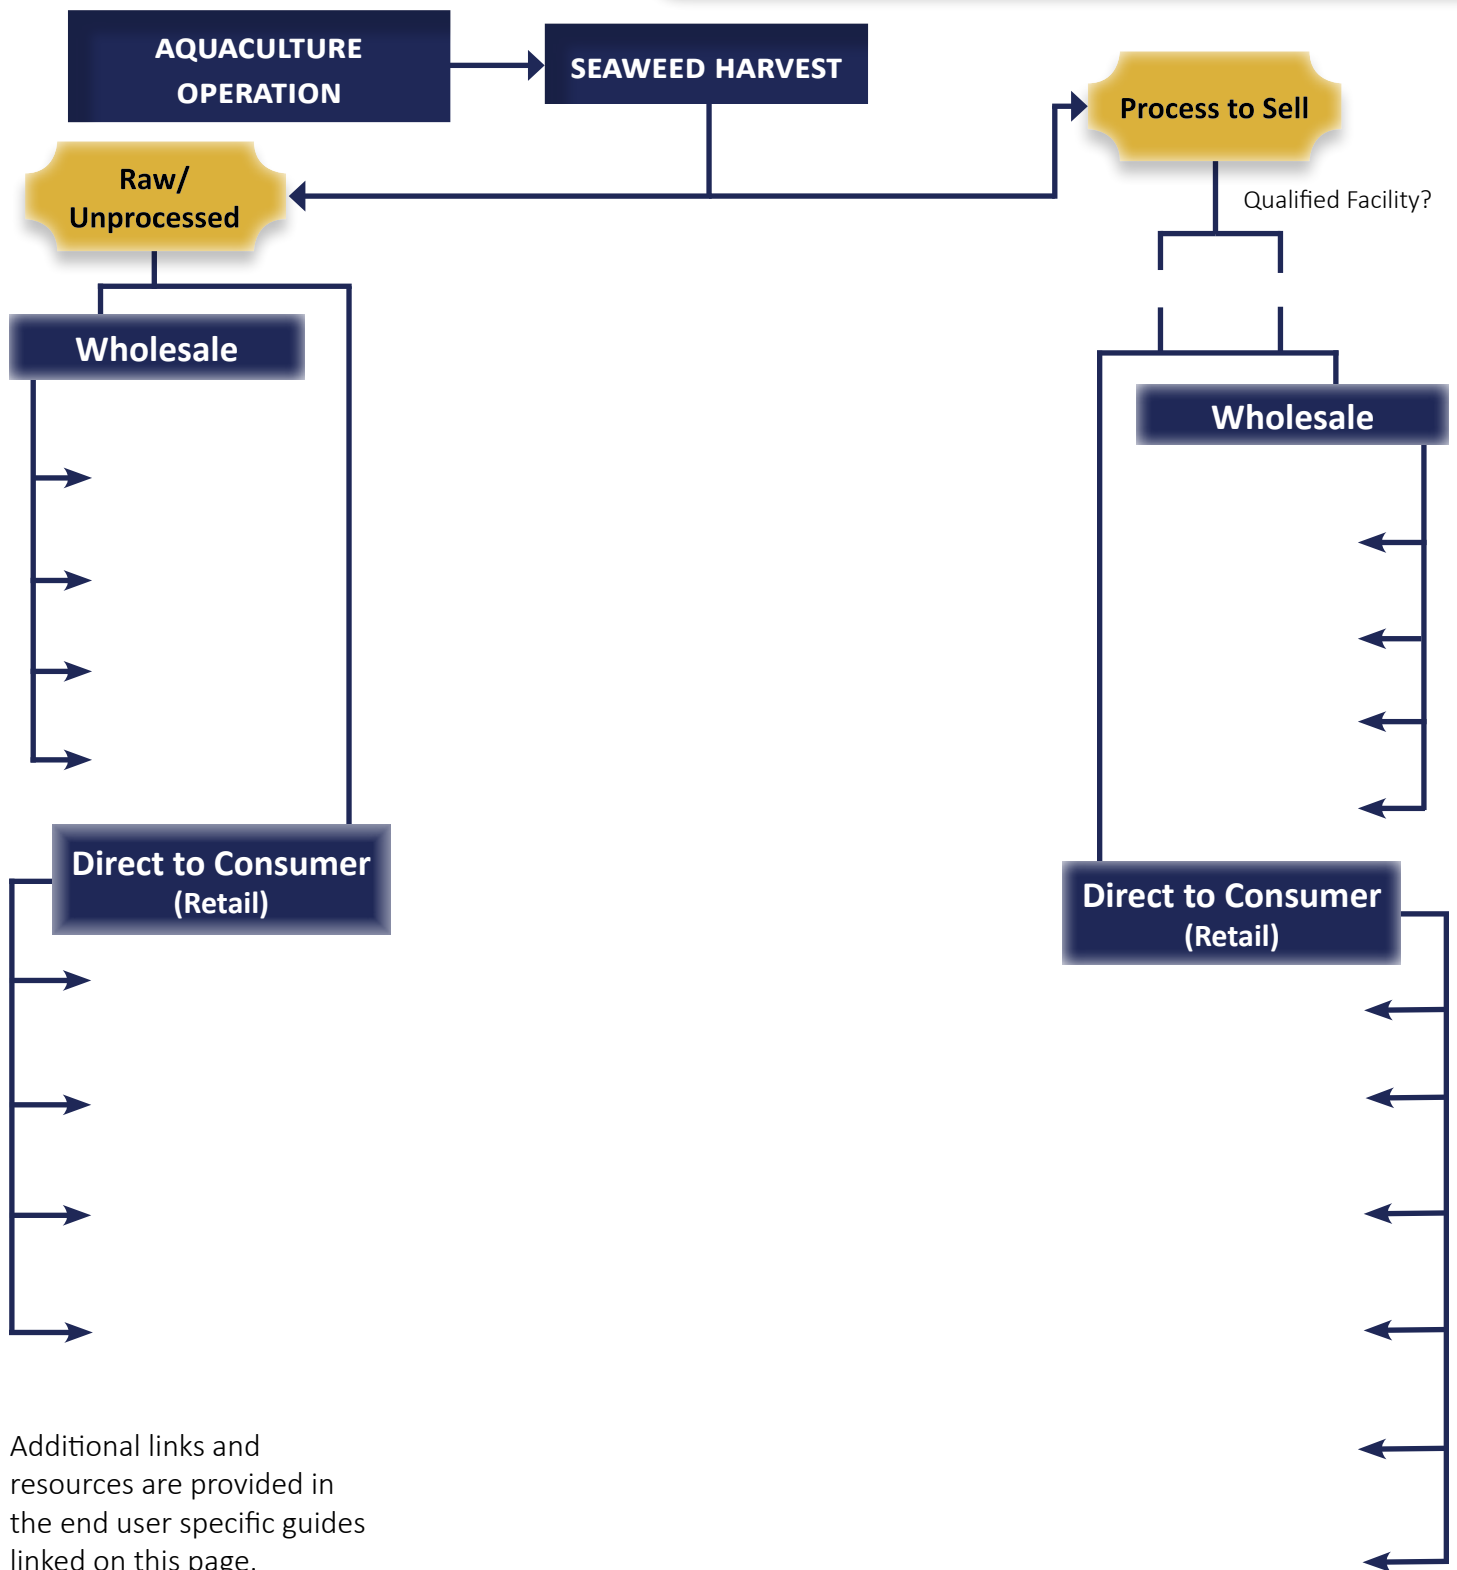 AQUACULTURE
OPERATION
SEAWEED HARVEST
Process to Sell
Raw/
Unprocessed
Qualified Facility?
Wholesale
Wholesale
Direct to Consumer
(Retail)
Direct to Consumer
(Retail)
Additional links and
resources are provided in
the end user specific guides
linked on this page.